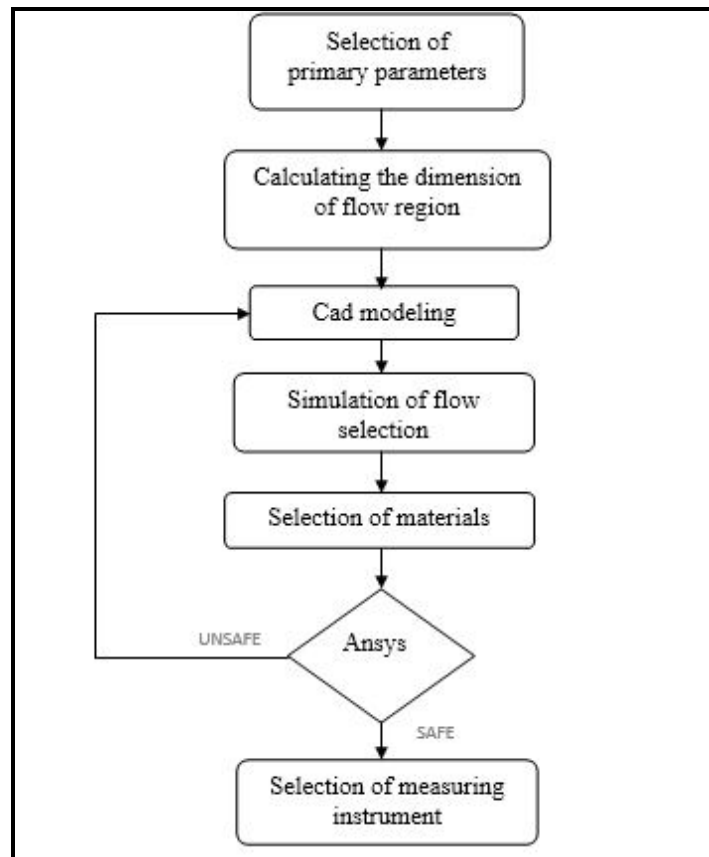 Selection of
primary parameters
Calculating the dimension
of flow region
Cad modeling
Simulation of flow
selection
Selection of materials
UNSAFE
Ansys
SAFE
Selection of measuring
instrument